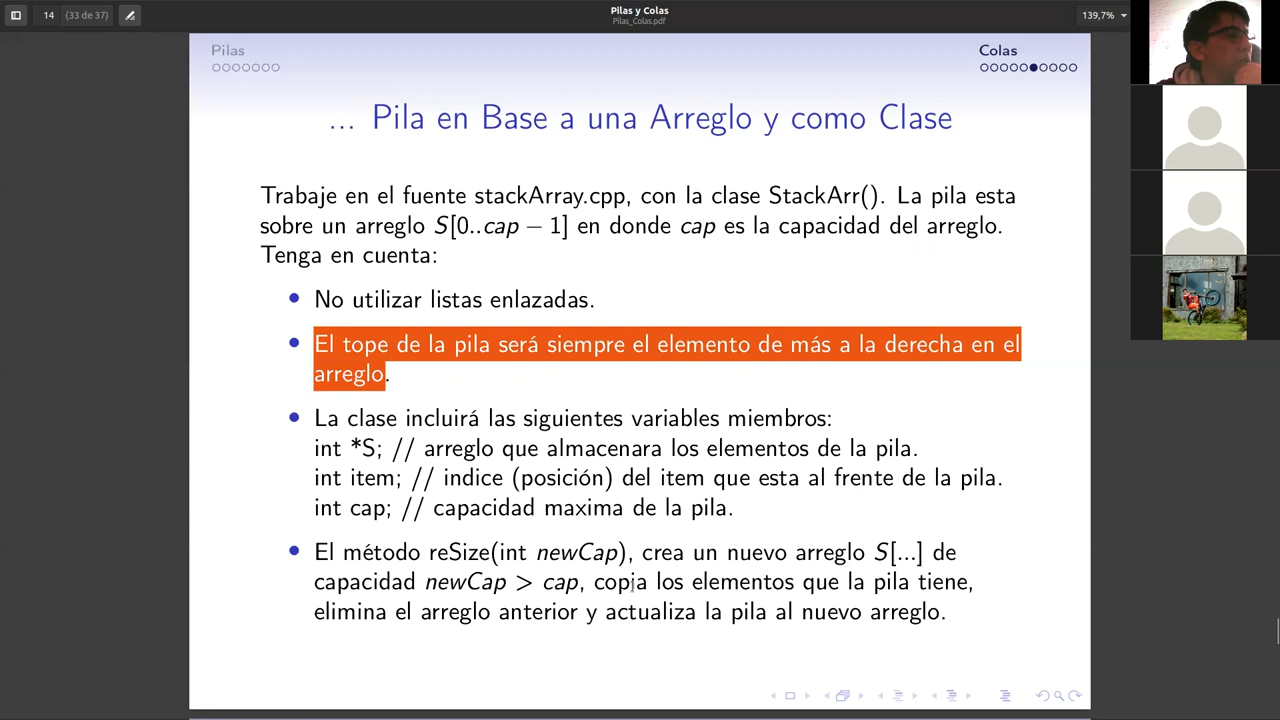 14 (33 de 37)
Pilas y Colas
Pilas_Colas.pdf
139,7%
Pilas
Colas
... Pila en Base a una Arreglo y como Clase
Trabaje en el fuente stackArray.cpp, con la clase StackArr(). La pila esta
sobre un arreglo S[0..cap − 1] en donde cap es la capacidad del arreglo.
Tenga en cuenta:
No utilizar listas enlazadas.
El tope de la pila será siempre el elemento de más a la derecha en el
arreglo.
La clase incluirá las siguientes variables miembros:
int *S; // arreglo que almacenara los elementos de la pila.
int item; // indice (posición) del item que esta al frente de la pila.
int cap; // capacidad maxima de la pila.
El método reSize(int newCap), crea un nuevo arreglo S[...] de
capacidad newCap > cap, copia los elementos que la pila tiene,
elimina el arreglo anterior y actualiza la pila al nuevo arreglo.